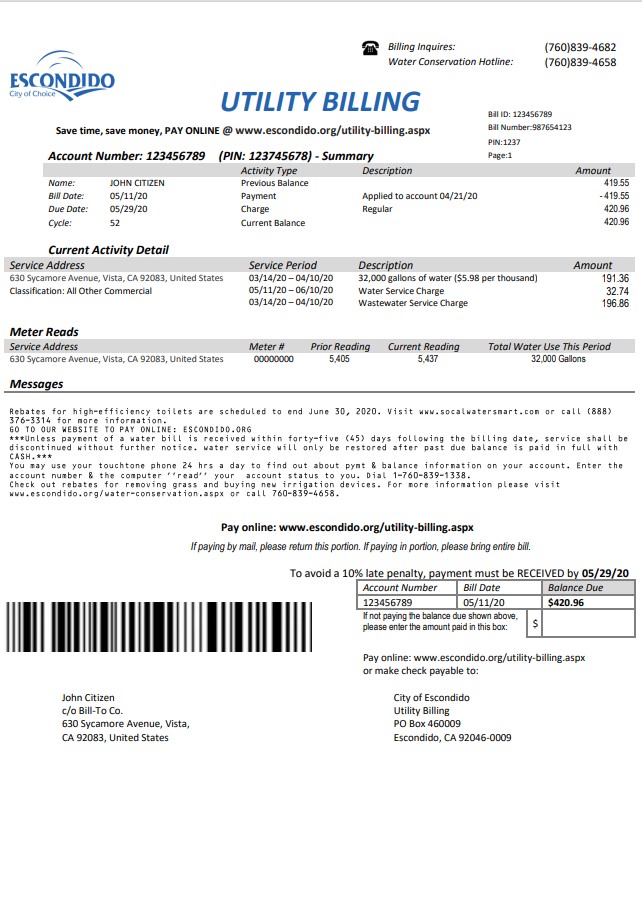 Billing Inquires: (760)839-4682
Water Conservation Hotline: (760)839-4658
ESCONDIDO
City of Choice
UTILITY BILLING
Bill ID: 123456789
Bill Number:987654123
PIN:1237
Page:1
Save time, save money, PAY ONLINE @ www.escondido.org/utility-billing.aspx
Account Number: 123456789 (PIN: 123745678) - Summary
Activity Type Description Amount
Name: JOHN CITIZEN Previous Balance 419.55
Bill Date: 05/11/20 Payment Applied to account 04/21/20 - 419.55
Due Date: 05/29/20 Charge Regular 420.96
Cycle: 52 Current Balance 420.96
Current Activity Detail
Service Address Service Period Description Amount
630 Sycamore Avenue, Vista, CA 92083, United States 03/14/20 – 04/10/20 32,000 gallons of water ($5.98 per thousand) 191.36
Classification: All Other Commercial 05/11/20 – 06/10/20 Water Service Charge 32.74
03/14/20 – 04/10/20 Wastewater Service Charge 196.86
Meter Reads
Service Address Meter # Prior Reading Current Reading Total Water Use This Period
630 Sycamore Avenue, Vista, CA 92083, United States 00000000 5,405 5,437 32,000 Gallons
Messages
Rebates for high-efficiency toilets are scheduled to end June 30, 2020. Visit www.socalwatersmart.com or call (888)
376-3314 for more information.
GO TO OUR WEBSITE TO PAY ONLINE: ESCONDIDO.ORG
***Unless payment of a water bill is received within forty-five (45) days following the billing date, service shall be
discontinued without further notice. water service will only be restored after past due balance is paid in full with
CASH.***
You may use your touchtone phone 24 hrs a day to find out about pymt & balance information on your account. Enter the
account number & the computer ''read'' your account status to you. Dial 1-760-839-1338.
Check out rebates for removing grass and buying new irrigation devices. For more information please visit
www.escondido.org/water-conservation.aspx or call 760-839-4658.
Pay online: www.escondido.org/utility-billing.aspx
If paying by mail, please return this portion. If paying in portion, please bring entire bill.
To avoid a 10% late penalty, payment must be RECEIVED by 05/29/20
Account Number Bill Date Balance Due
123456789 05/11/20 $420.96
If not paying the balance due shown above,
please enter the amount paid in this box: $
Pay online: www.escondido.org/utility-billing.aspx
or make check payable to:
John Citizen
c/o Bill-To Co.
630 Sycamore Avenue, Vista,
CA 92083, United States
City of Escondido
Utility Billing
PO Box 460009
Escondido, CA 92046-0009